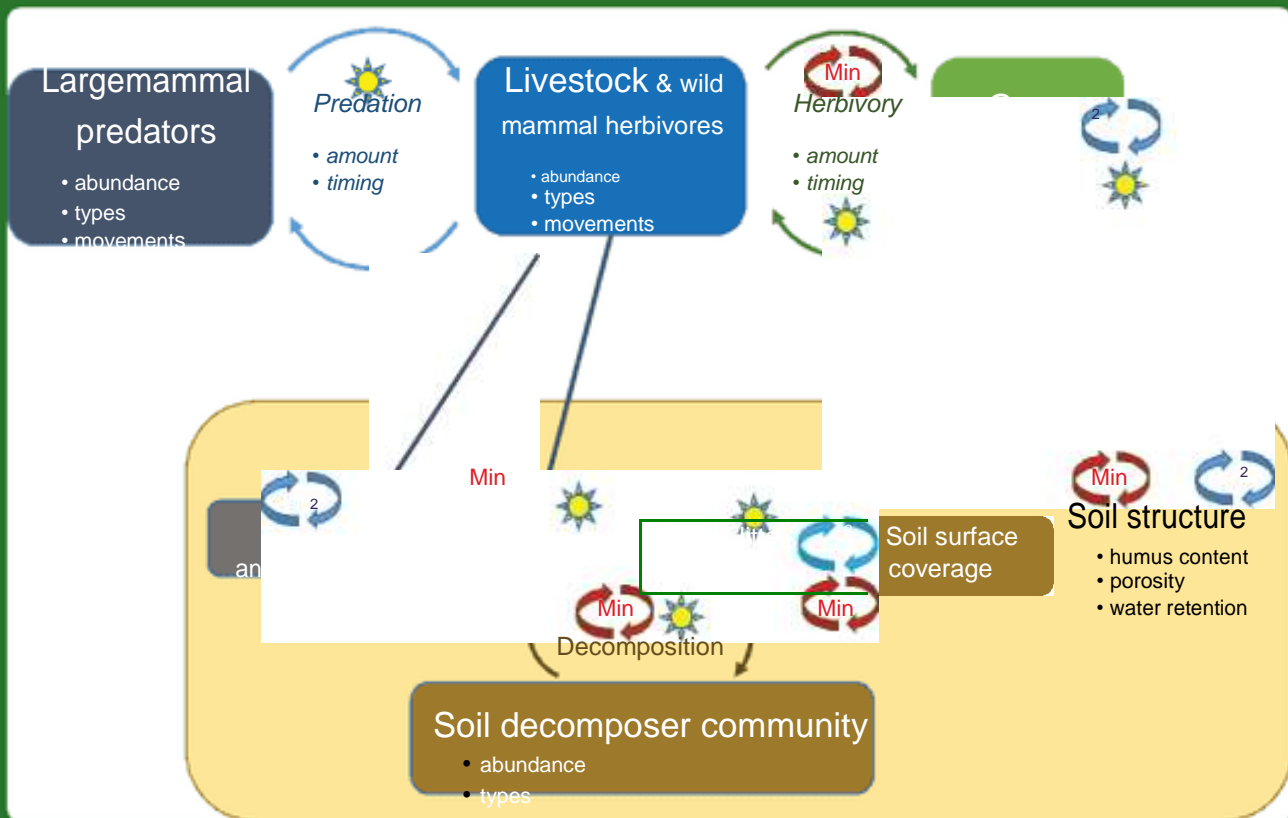 Largemammal
predators
• abundance
• types
• movements
Predation
• amount
• timing
Livestock & wild
mammal herbivores
• abundance
• types
• movements
Min
Herbivory
• amount
• timing
2
2
Min
an
Min
Min
Soil surface
coverage
Min
2
Soil structure
• humus content
• porosity
• water retention
Decomposition
Soil decomposer community
• abundance
• types